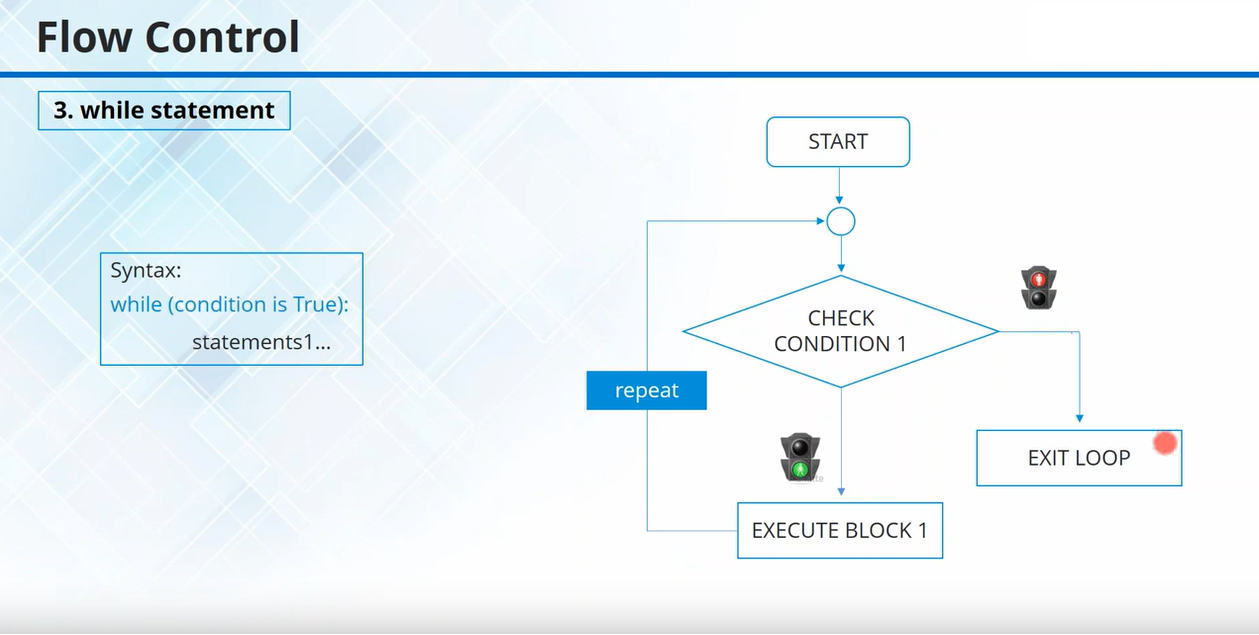 Flow Control
3. while statement
START
Syntax:
while (condition is True):
statements1...
CHECK
CONDITION 1
repeat
EXIT LOOP
EXECUTE BLOCK 1